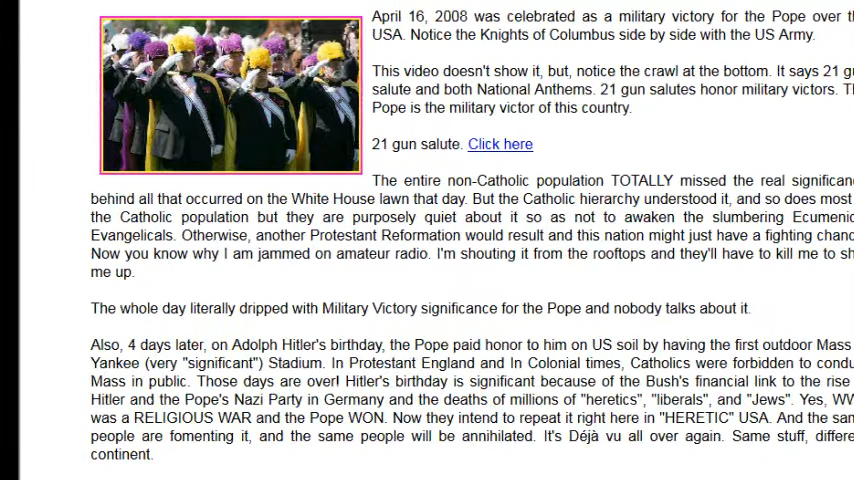 April 16, 2008 was celebrated as a military victory for the Pope over
USA. Notice the Knights of Columbus side by side with the US Army.
This video doesn't show it, but, notice the crawl at the bottom. It says 21
salute and both National Anthems. 21 gun salutes honor military victors.
Pope is the military victor of this country.
21 gun salute. Click here
The entire non-Catholic population TOTALLY missed the real
behind all that occurred on the White House lawn that day. But the Catholic hierarchy understood it, and so does most
the Catholic population but they are purposely quiet about it so as not to awaken the slumbering
Evangelicals. Otherwise, another Protestant Reformation would result and this nation might just have a fighting
Now you know why I am jammed on amateur radio. I'm shouting it from the rooftops and they'll have to kill me to
me up.
The whole day literally dripped with Military Victory significance for the Pope and nobody talks about it.
Also, 4 days later, on Adolph Hitler's birthday, the Pope paid honor to him on US soil by having the first outdoor Mass
Yankee (very "significant") Stadium. In Protestant England and In Colonial times, Catholics were forbidden to
Mass in public. Those days are over! Hitler's birthday is significant because of the Bush's financial link to the rise
Hitler and the Pope's Nazi Party in Germany and the deaths of millions of "heretics", "liberals", and "Jews". Yes,
was a RELIGIOUS WAR and the Pope WON. Now they intend to repeat it right here in "HERETIC" USA. And the
people are fomenting it, and the same people will be annihilated. It's Déjà vu all over again. Same stuff,
continent.